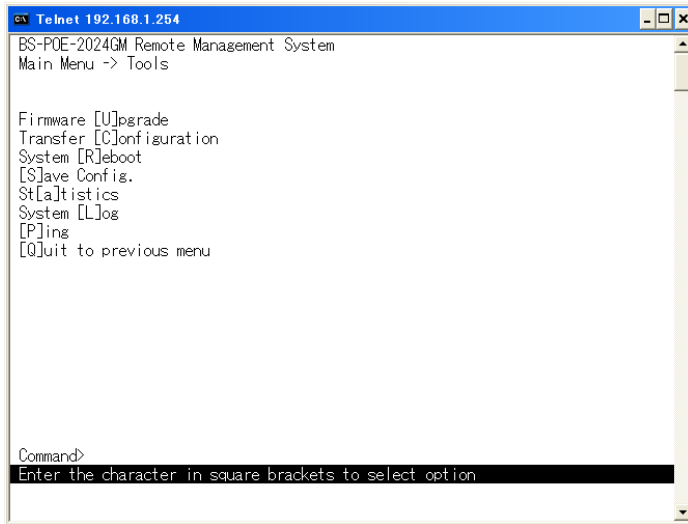 Telnet 192.168.1.254
BS-POE-2024GM Remote Management System
Main Menu -> Tools
Firmware [U]pgrade
Transfer [C]onfiguration
System [R]eboot
[S]ave Config.
St[a]tistics
System [L]og
[P]ing
[Q]uit to previous menu
Command>
Enter the character in square brackets to select option